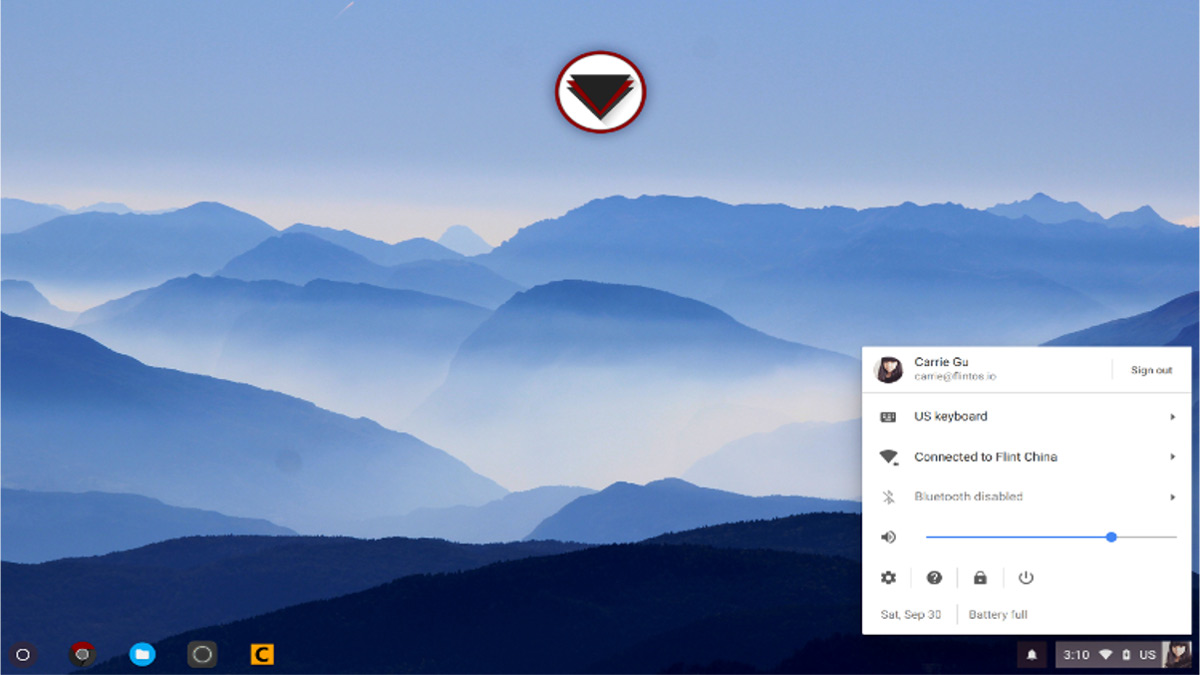 Carrie Gu
carrie@flintos.io
Sign out
US keyboard
Connected to Flint China
Bluetooth disabled
Sat, Sep 30
Battery full
C
3:10
US